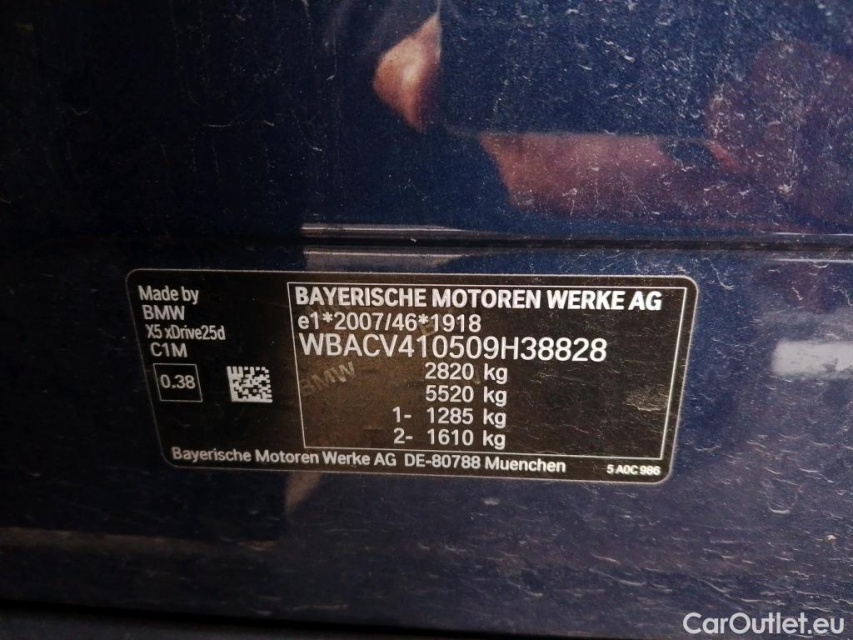 Made by
BMW
X5 xDrive25d
C1M
0.38
BAYERISCHE MOTOREN WERKE AG
e1*2007/46*1918
WBACV410509H38828
2820 kg
5520 kg
1- 1285 kg
2- 1610 kg
BMW
Bayerische Motoren Werke AG DE-80788 Muenchen
5 A0C 986
CarOutlet.eu